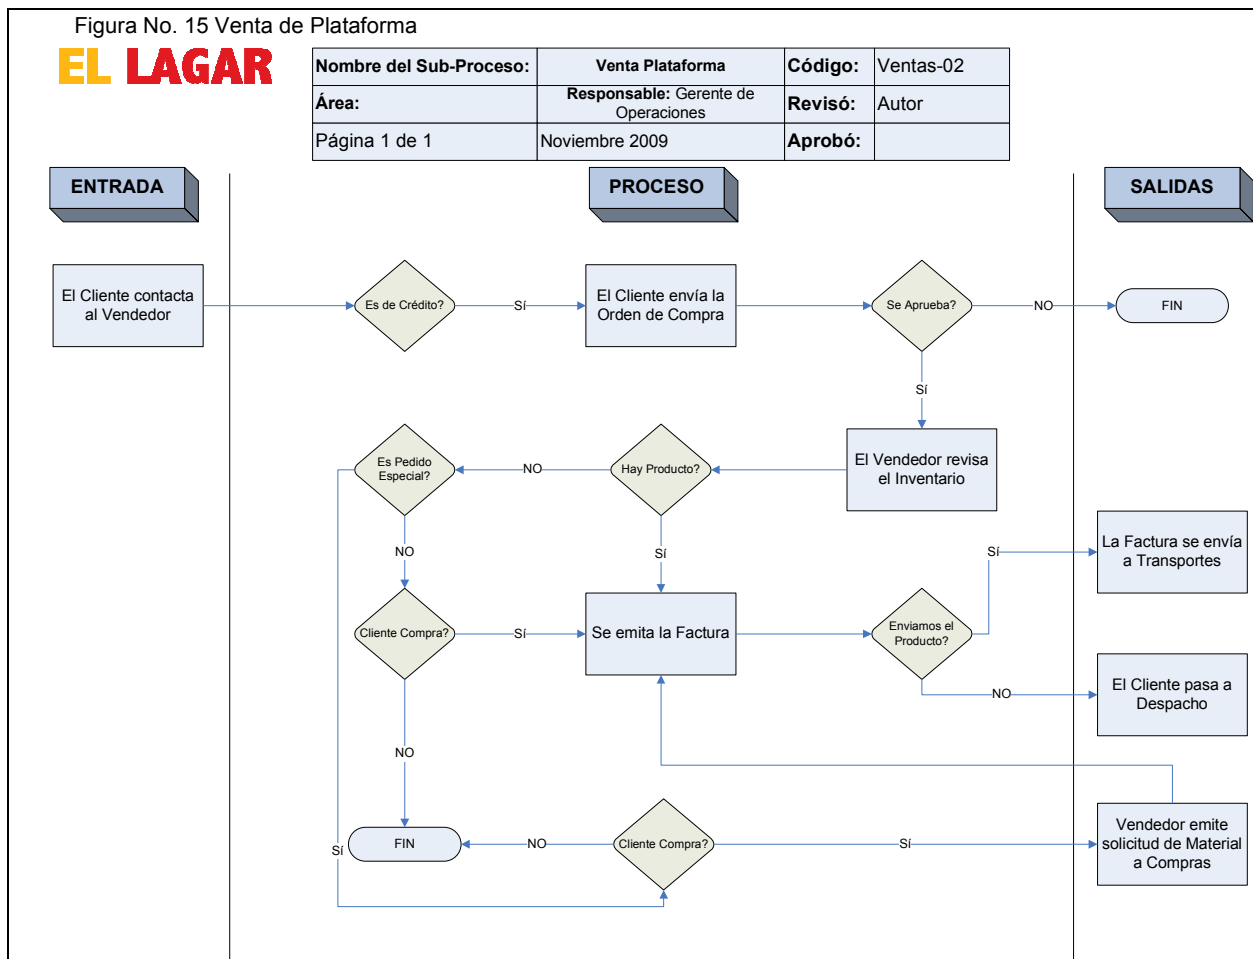 Figura No. 15 Venta de Plataforma
EL LAGAR
Nombre del Sub-Proceso:
Venta Plataforma
Código:
Ventas-02
Área:
Responsable: Gerente de
Operaciones
Revisó:
Autor
Página 1 de 1
Noviembre 2009
Aprobó:
ENTRADA
PROCESO
SALIDAS
El Cliente contacta
al Vendedor
Es de Crédito?
Sí
El Cliente envía la
Orden de Compra
Se Aprueba?
NO
FIN
Sí
Es Pedido
Especial?
NO
Hay Producto?
El Vendedor revisa
el Inventario
NO
Sí
La Factura se envía
a Transportes
Sí
Cliente Compra?
Sí
Se emita la Factura
Enviamos el
Producto?
El Cliente pasa a
Despacho
NO
NO
Sí
FIN
NO
Cliente Compra?
Sí
Vendedor emite
solicitud de Material
a Compras